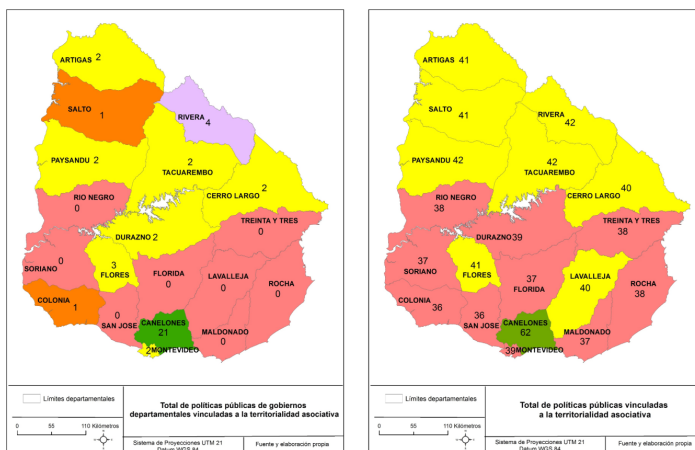 ARTIGAS 2
SALTO
1
RIVERA
4
PAYSANDU 2
2
TACUAREMBO
2
CERRO LARGO
RIO NEGRO
0
TREINTA Y TRES
0
DURAZNO 2
0
SORIANO
3
FLORES
FLORIDA
0
LAVALLEJA
0
ROCHA
0
COLONIA
1
0
SAN JOSE
CANELONES
21
MALDONADO
0
2
MONTEVIDEO
Límites departamentales
0 55 110 Kilómetros
Total de políticas públicas de gobiernos
departamentales vinculadas a la territorialidad asociativa
Sistema de Proyecciones UTM 21
Datum WGS 84
Fuente y elaboración propia
ARTIGAS 41
SALTO
41
RIVERA
42
PAYSANDU 42
42
TACUAREMBO
40
CERRO LARGO
RIO NEGRO
38
TREINTA Y TRES
38
DURAZNO 39
37
SORIANO
41
FLORES
37
FLORIDA
LAVALLEJA
40
ROCHA
38
COLONIA
36
36
SAN JOSE
CANELONES
62
MALDONADO
37
39
MONTEVIDEO
Límites departamentales
0 55 110 Kilómetros
Total de políticas públicas vinculadas
a la territorialidad asociativa
Sistema de Proyecciones UTM 21
Datum WGS 84
Fuente y elaboración propia